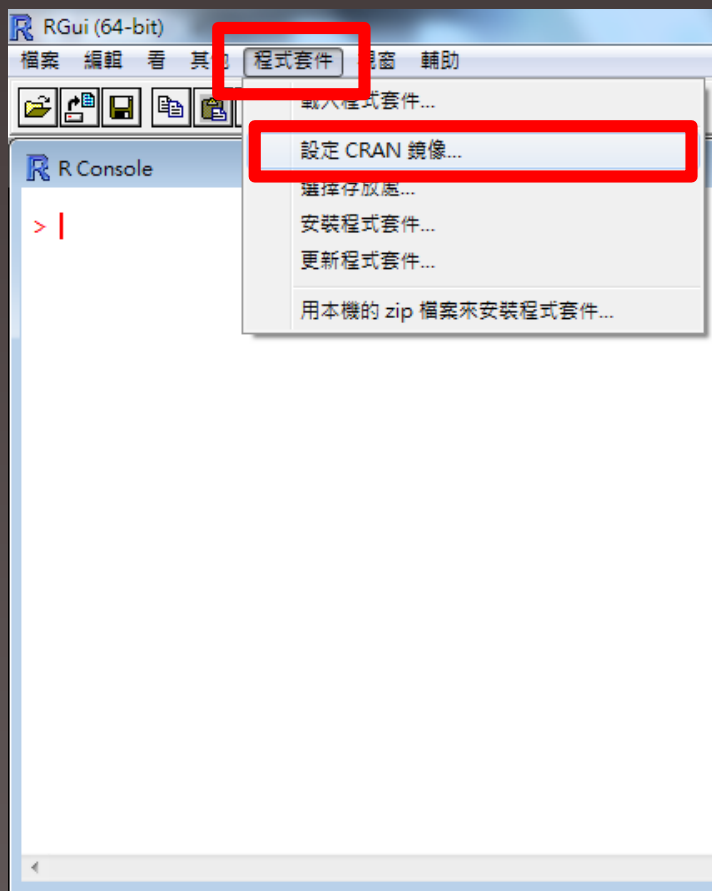 RGui (64-bit)
檔案 編輯 看 其他 程式套件 視窗 輔助
載入程式套件...
設定 CRAN 鏡像...
R Console
選擇存放處...
>
安裝程式套件...
更新程式套件...
用本機的 zip 檔案來安裝程式套件...